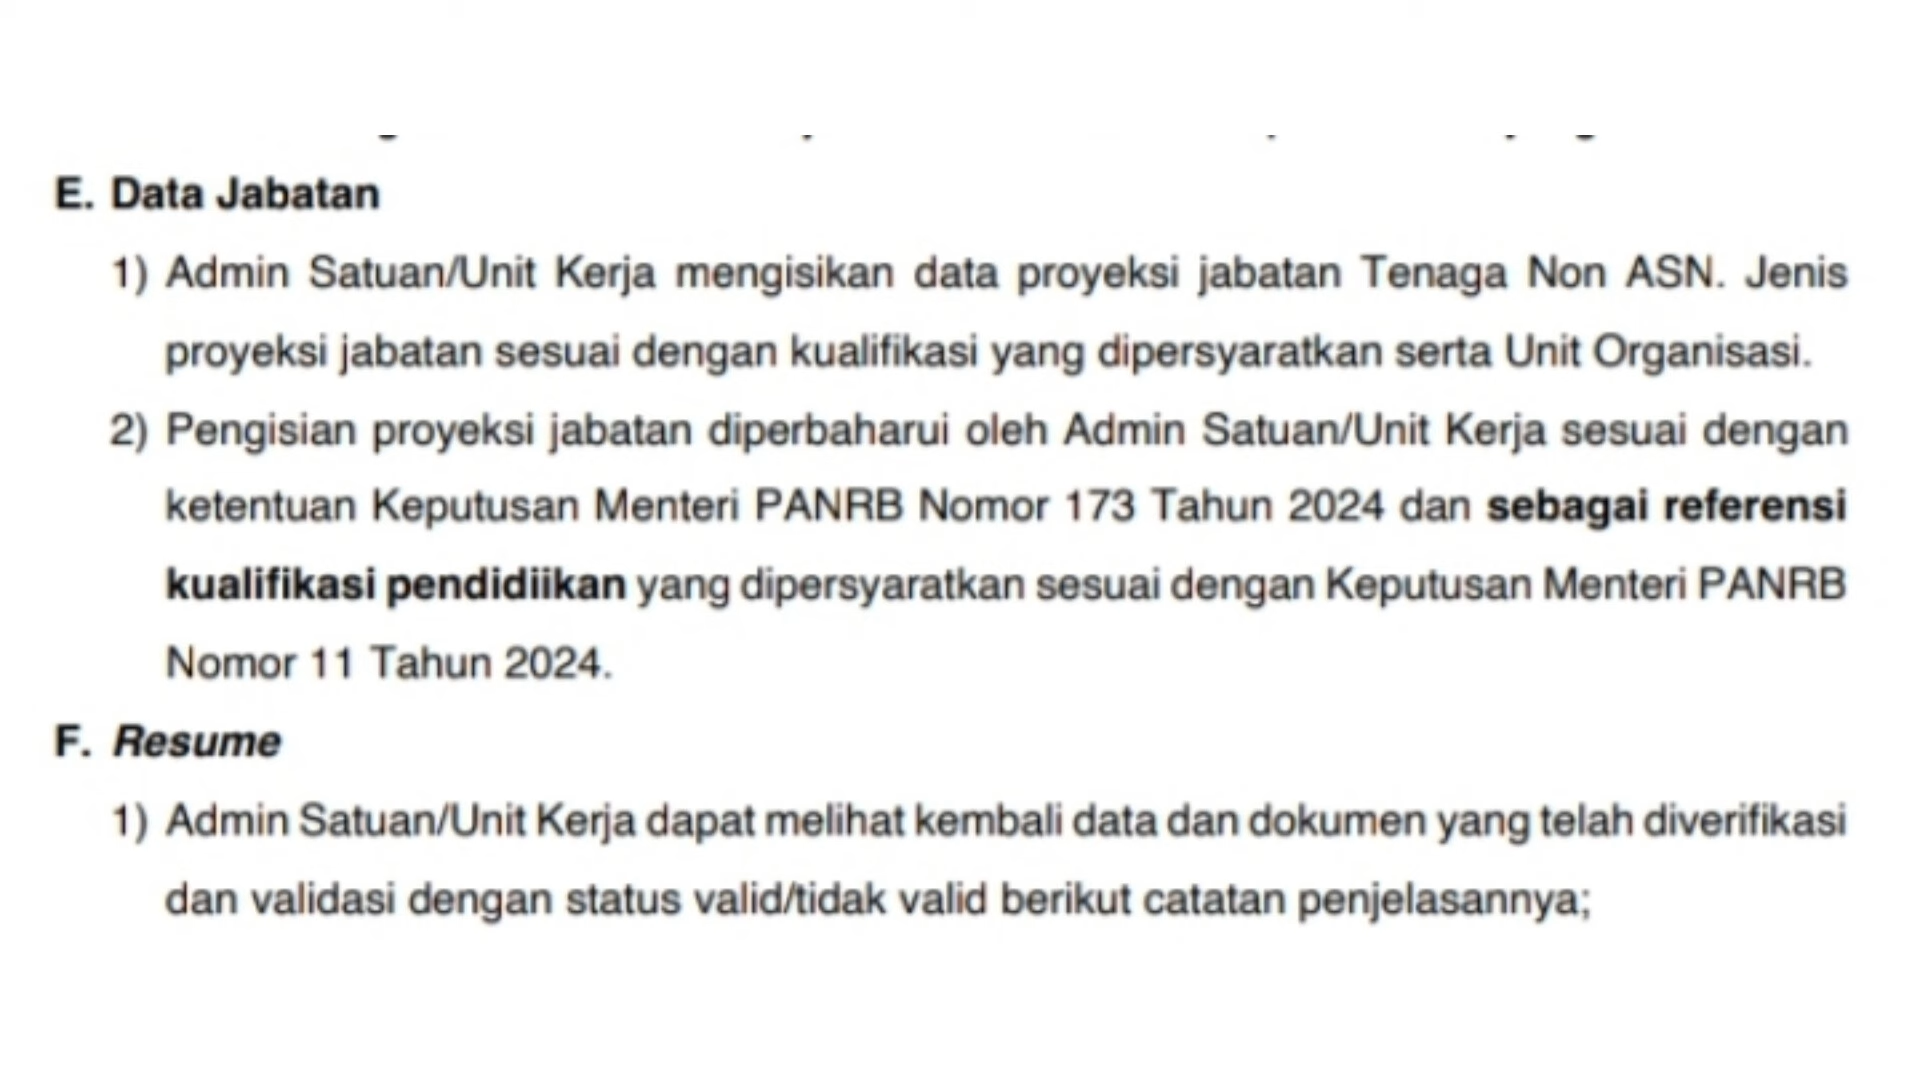 E. Data Jabatan
1) Admin Satuan/Unit Kerja mengisikan data proyeksi jabatan Tenaga Non ASN. Jenis
proyeksi jabatan sesuai dengan kualifikasi yang dipersyaratkan serta Unit Organisasi.
2) Pengisian proyeksi jabatan diperbaharui oleh Admin Satuan/Unit Kerja sesuai dengan
ketentuan Keputusan Menteri PANRB Nomor 173 Tahun 2024 dan sebagai referensi
kualifikasi pendidiikan yang dipersyaratkan sesuai dengan Keputusan Menteri PANRB
Nomor 11 Tahun 2024.
F. Resume
1) Admin Satuan/Unit Kerja dapat melihat kembali data dan dokumen yang telah diverifikasi
dan validasi dengan status valid/tidak valid berikut catatan penjelasannya;